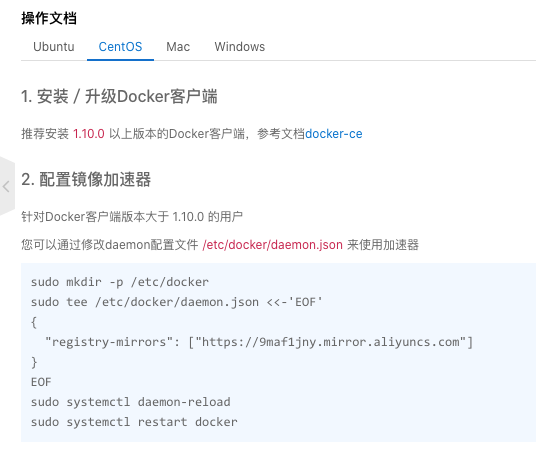 操作文档
Ubuntu CentOS Mac Windows
1. 安装 / 升级Docker客户端
推荐安装 1.10.0 以上版本的Docker客户端，参考文档docker-ce
2. 配置镜像加速器
针对Docker客户端版本大于 1.10.0 的用户
您可以通过修改daemon配置文件 /etc/docker/daemon.json 来使用加速器
sudo mkdir -p /etc/docker
sudo tee /etc/docker/daemon.json <<-'EOF'
{
  "registry-mirrors": ["https://9maf1jny.mirror.aliyuncs.com"]
}
EOF
sudo systemctl daemon-reload
sudo systemctl restart docker